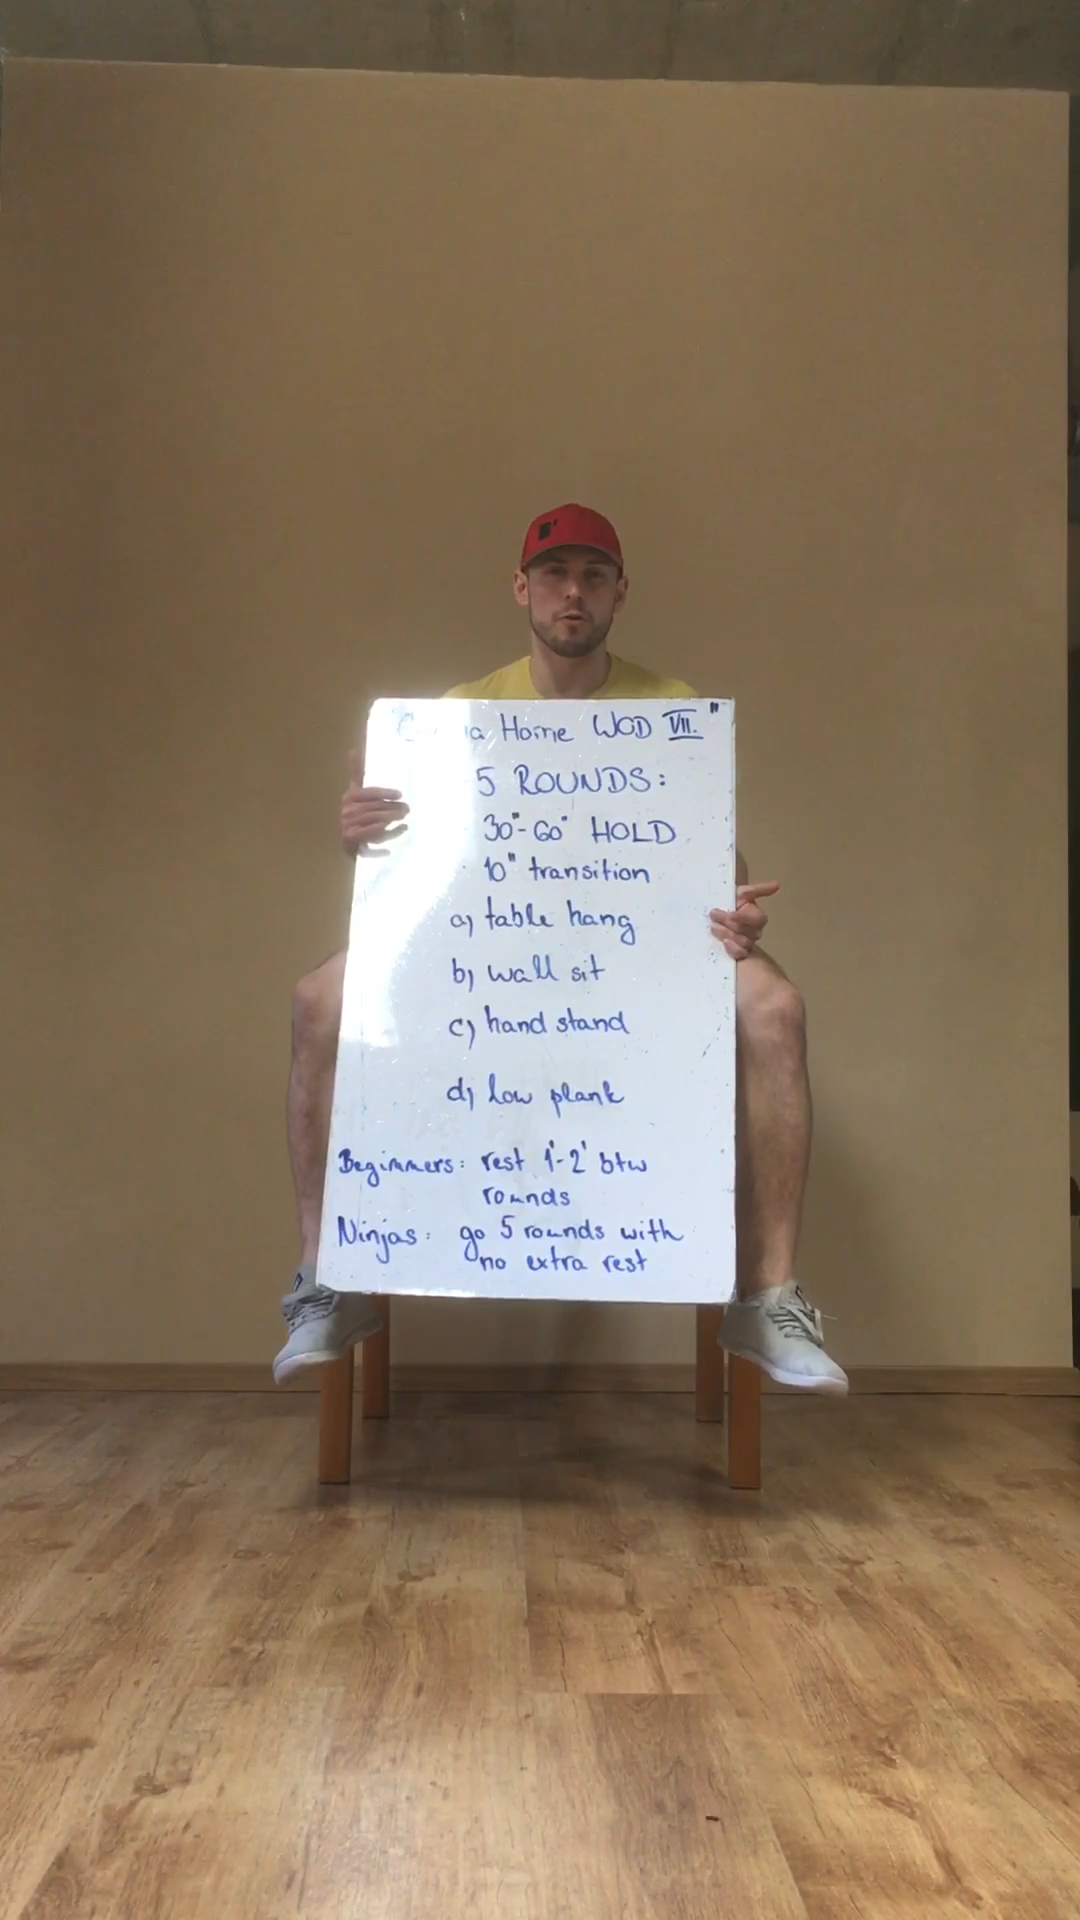 Home WOD VII."
5 ROUNDS:
30"-60" HOLD
10" transition
a) table hang
b) wall sit
c) hand stand
d) low plank
Beginners: rest 1'-2' btw
rounds
Ninjas: go 5 rounds with
no extra rest